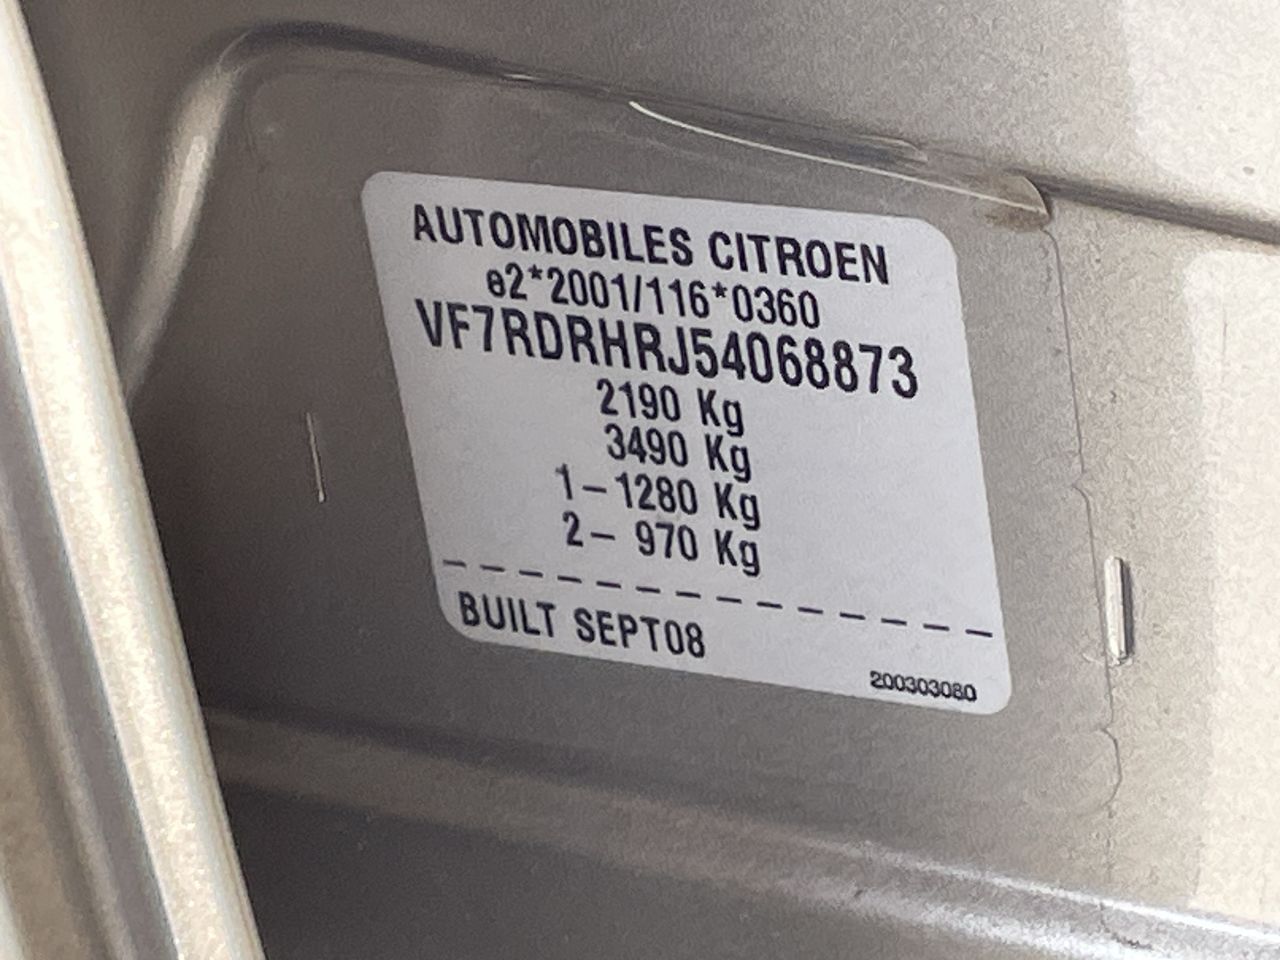 AUTOMOBILES CITROEN
e2*2001/116*0360
VF7RDRHRJ54068873
2190 Kg
3490 Kg
1-1280 Kg
2- 970 Kg
BUILT SEPT08
200303080